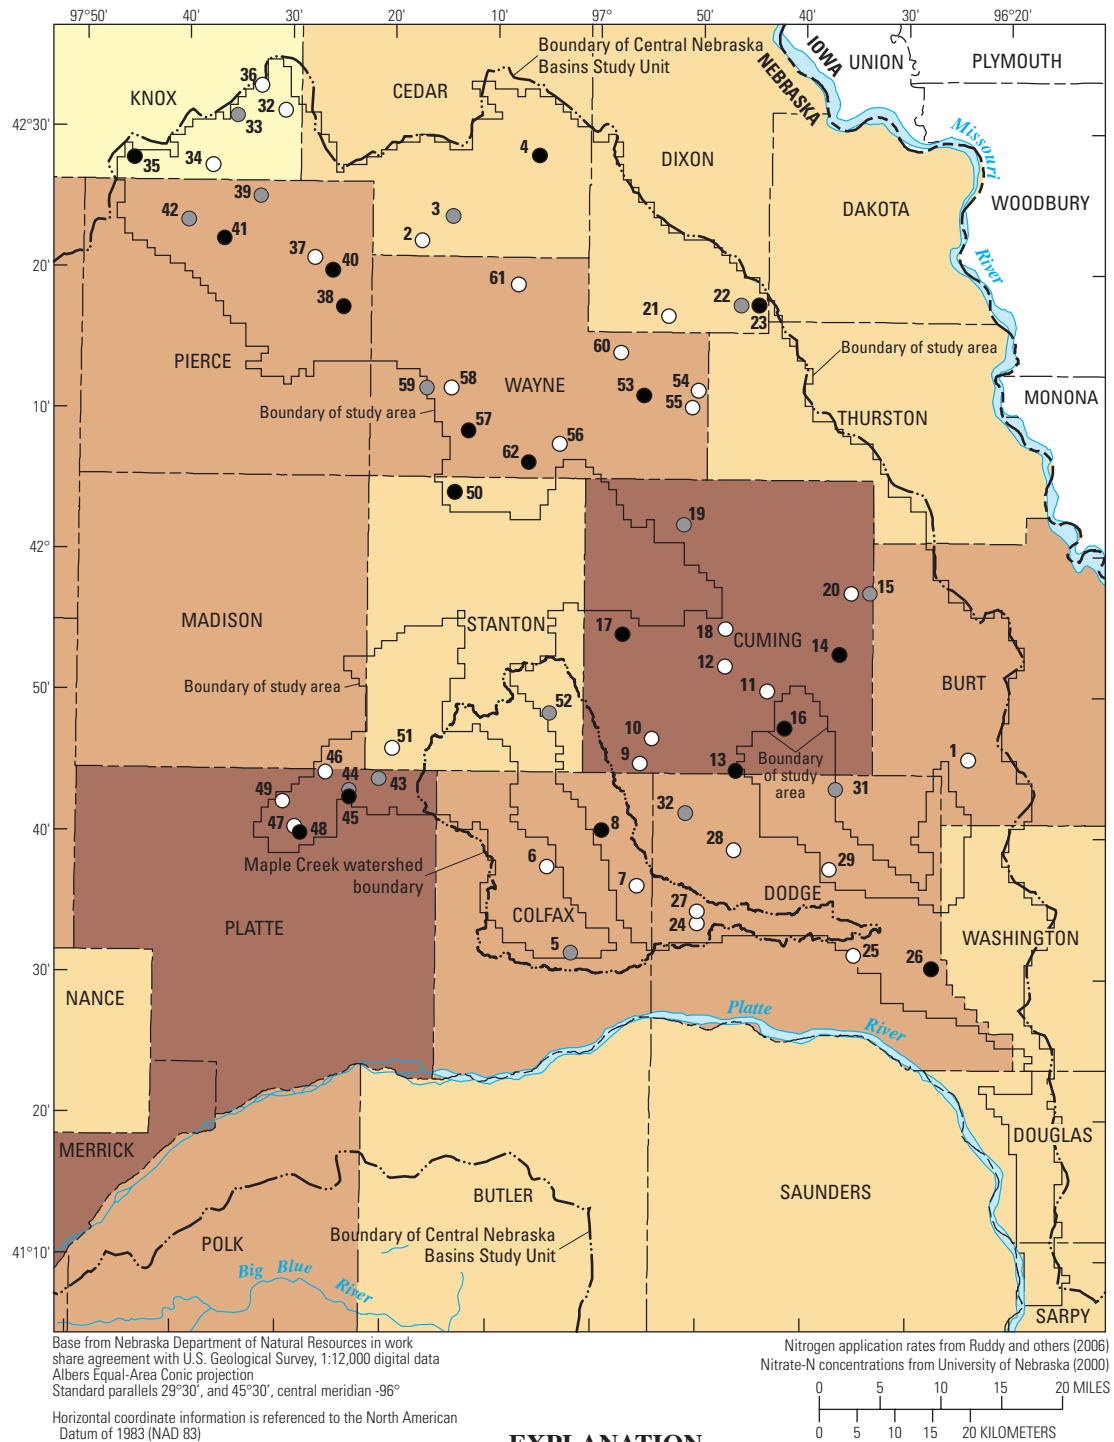 97°50'
40'
30'
20'
97°
50'
40'
30'
96°20'
Boundary of Central Nebraska
Basins Study Unit
IOWA
NEBRASKA
UNION
PLYMOUTH
KNOX
CEDAR
36
32
33
42°30'
35
34
4
DIXON
Missouri
River
WOODBURY
DAKOTA
39
42
41
3
2
37
40
38
20'
61
21
22
23
60
Boundary of study area
PIERCE
WAYNE
59
58
53
54
55
MONONA
10'
Boundary of study area
57
56
62
THURSTON
50
19
42°
20
15
MADISON
STANTON
17
18
CUMING
14
12
BURT
50'
Boundary of study area
11
52
16
51
10
9
13
Boundary
of study
area
1
46
44
43
49
45
31
47
48
32
40'
8
28
Maple Creek watershed
boundary
6
7
29
DODGE
27
24
PLATTE
COLFAX
5
25
26
WASHINGTON
30'
NANCE
Platte
River
20'
MERRICK
DOUGLAS
BUTLER
SAUNDERS
41°10'
POLK
Boundary of Central Nebraska
Basins Study Unit
Big Blue
River
SARPY
Base from Nebraska Department of Natural Resources in work
share agreement with U.S. Geological Survey, 1:12,000 digital data
Albers Equal-Area Conic projection
Standard parallels 29°30', and 45°30', central meridian -96°
Horizontal coordinate information is referenced to the North American
Datum of 1983 (NAD 83)
Nitrogen application rates from Ruddy and others (2006)
Nitrate-N concentrations from University of Nebraska (2000)
0 5 10 15 20 MILES
0 5 10 15 20 KILOMETERS
EXPLANATION